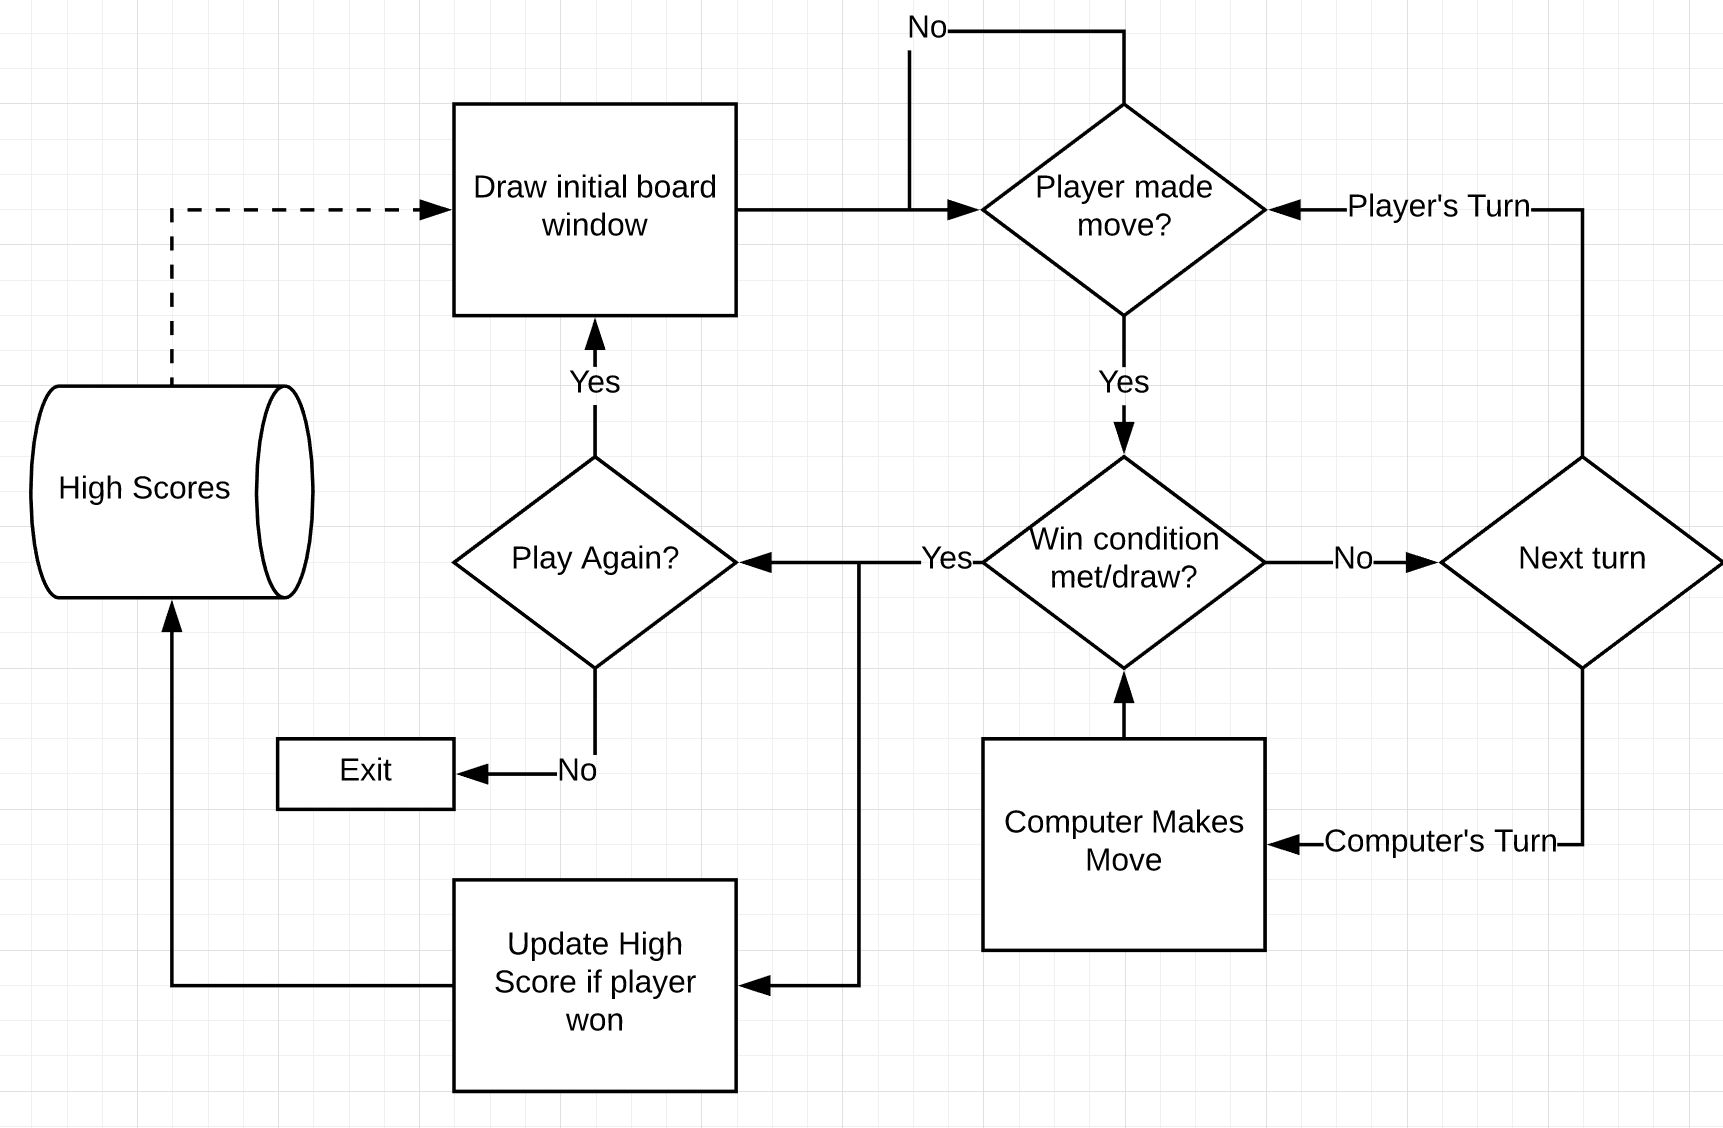 No
Draw initial board
window
Player made
move?
Player's Turn
Yes
Yes
High Scores
Play Again?
Yes
Win condition
met/draw?
No
Next turn
Exit
No
Computer Makes
Move
Computer's Turn
Update High
Score if player
won